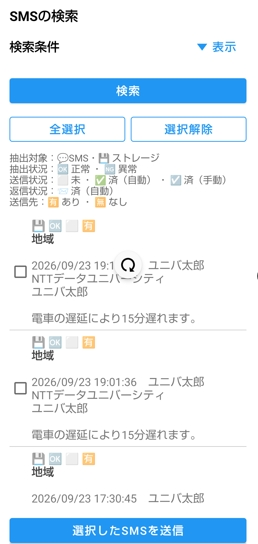 SMSの検索
検索条件 ▼ 表示
検索
全選択 選択解除
抽出対象：💬SMS・💾 ストレージ
抽出状況：🆗 正常 ・ 🆖 異常
送信状況：⬜ 未 ・ ✅ 済（自動） ・ ☑️ 済（手動）
返信状況：📨 済（自動）
送信先：🈶 あり ・ 🈚 なし
💾 🆗 ⬜ 🈶
地域
2026/09/23 19:1 ユニバ太郎
NTTデータユニバーシティ
ユニバ太郎
電車の遅延により15分遅れます。
💾 🆗 ⬜ 🈶
地域
2026/09/23 19:01:36 ユニバ太郎
NTTデータユニバーシティ
ユニバ太郎
電車の遅延により15分遅れます。
💾 🆗 ⬜ 🈶
地域
2026/09/23 17:30:45 ユニバ太郎
選択したSMSを送信